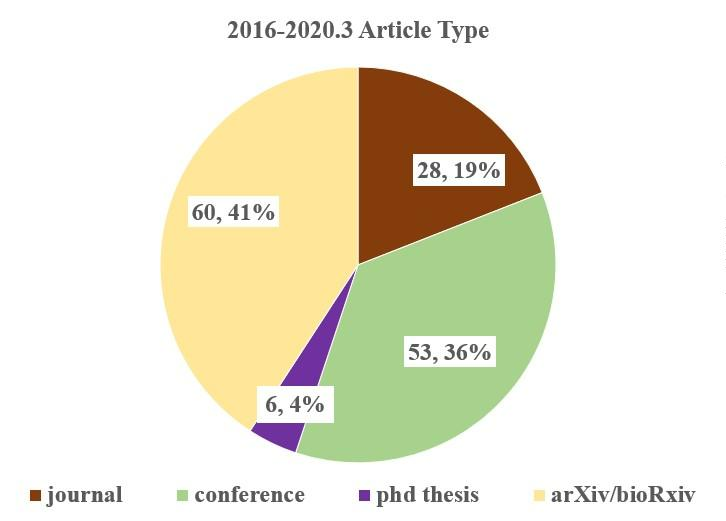 2016-2020.3 Article Type
28, 19%
60, 41%
53, 36%
6, 4%
journal
conference
phd thesis
arXiv/bioRxiv